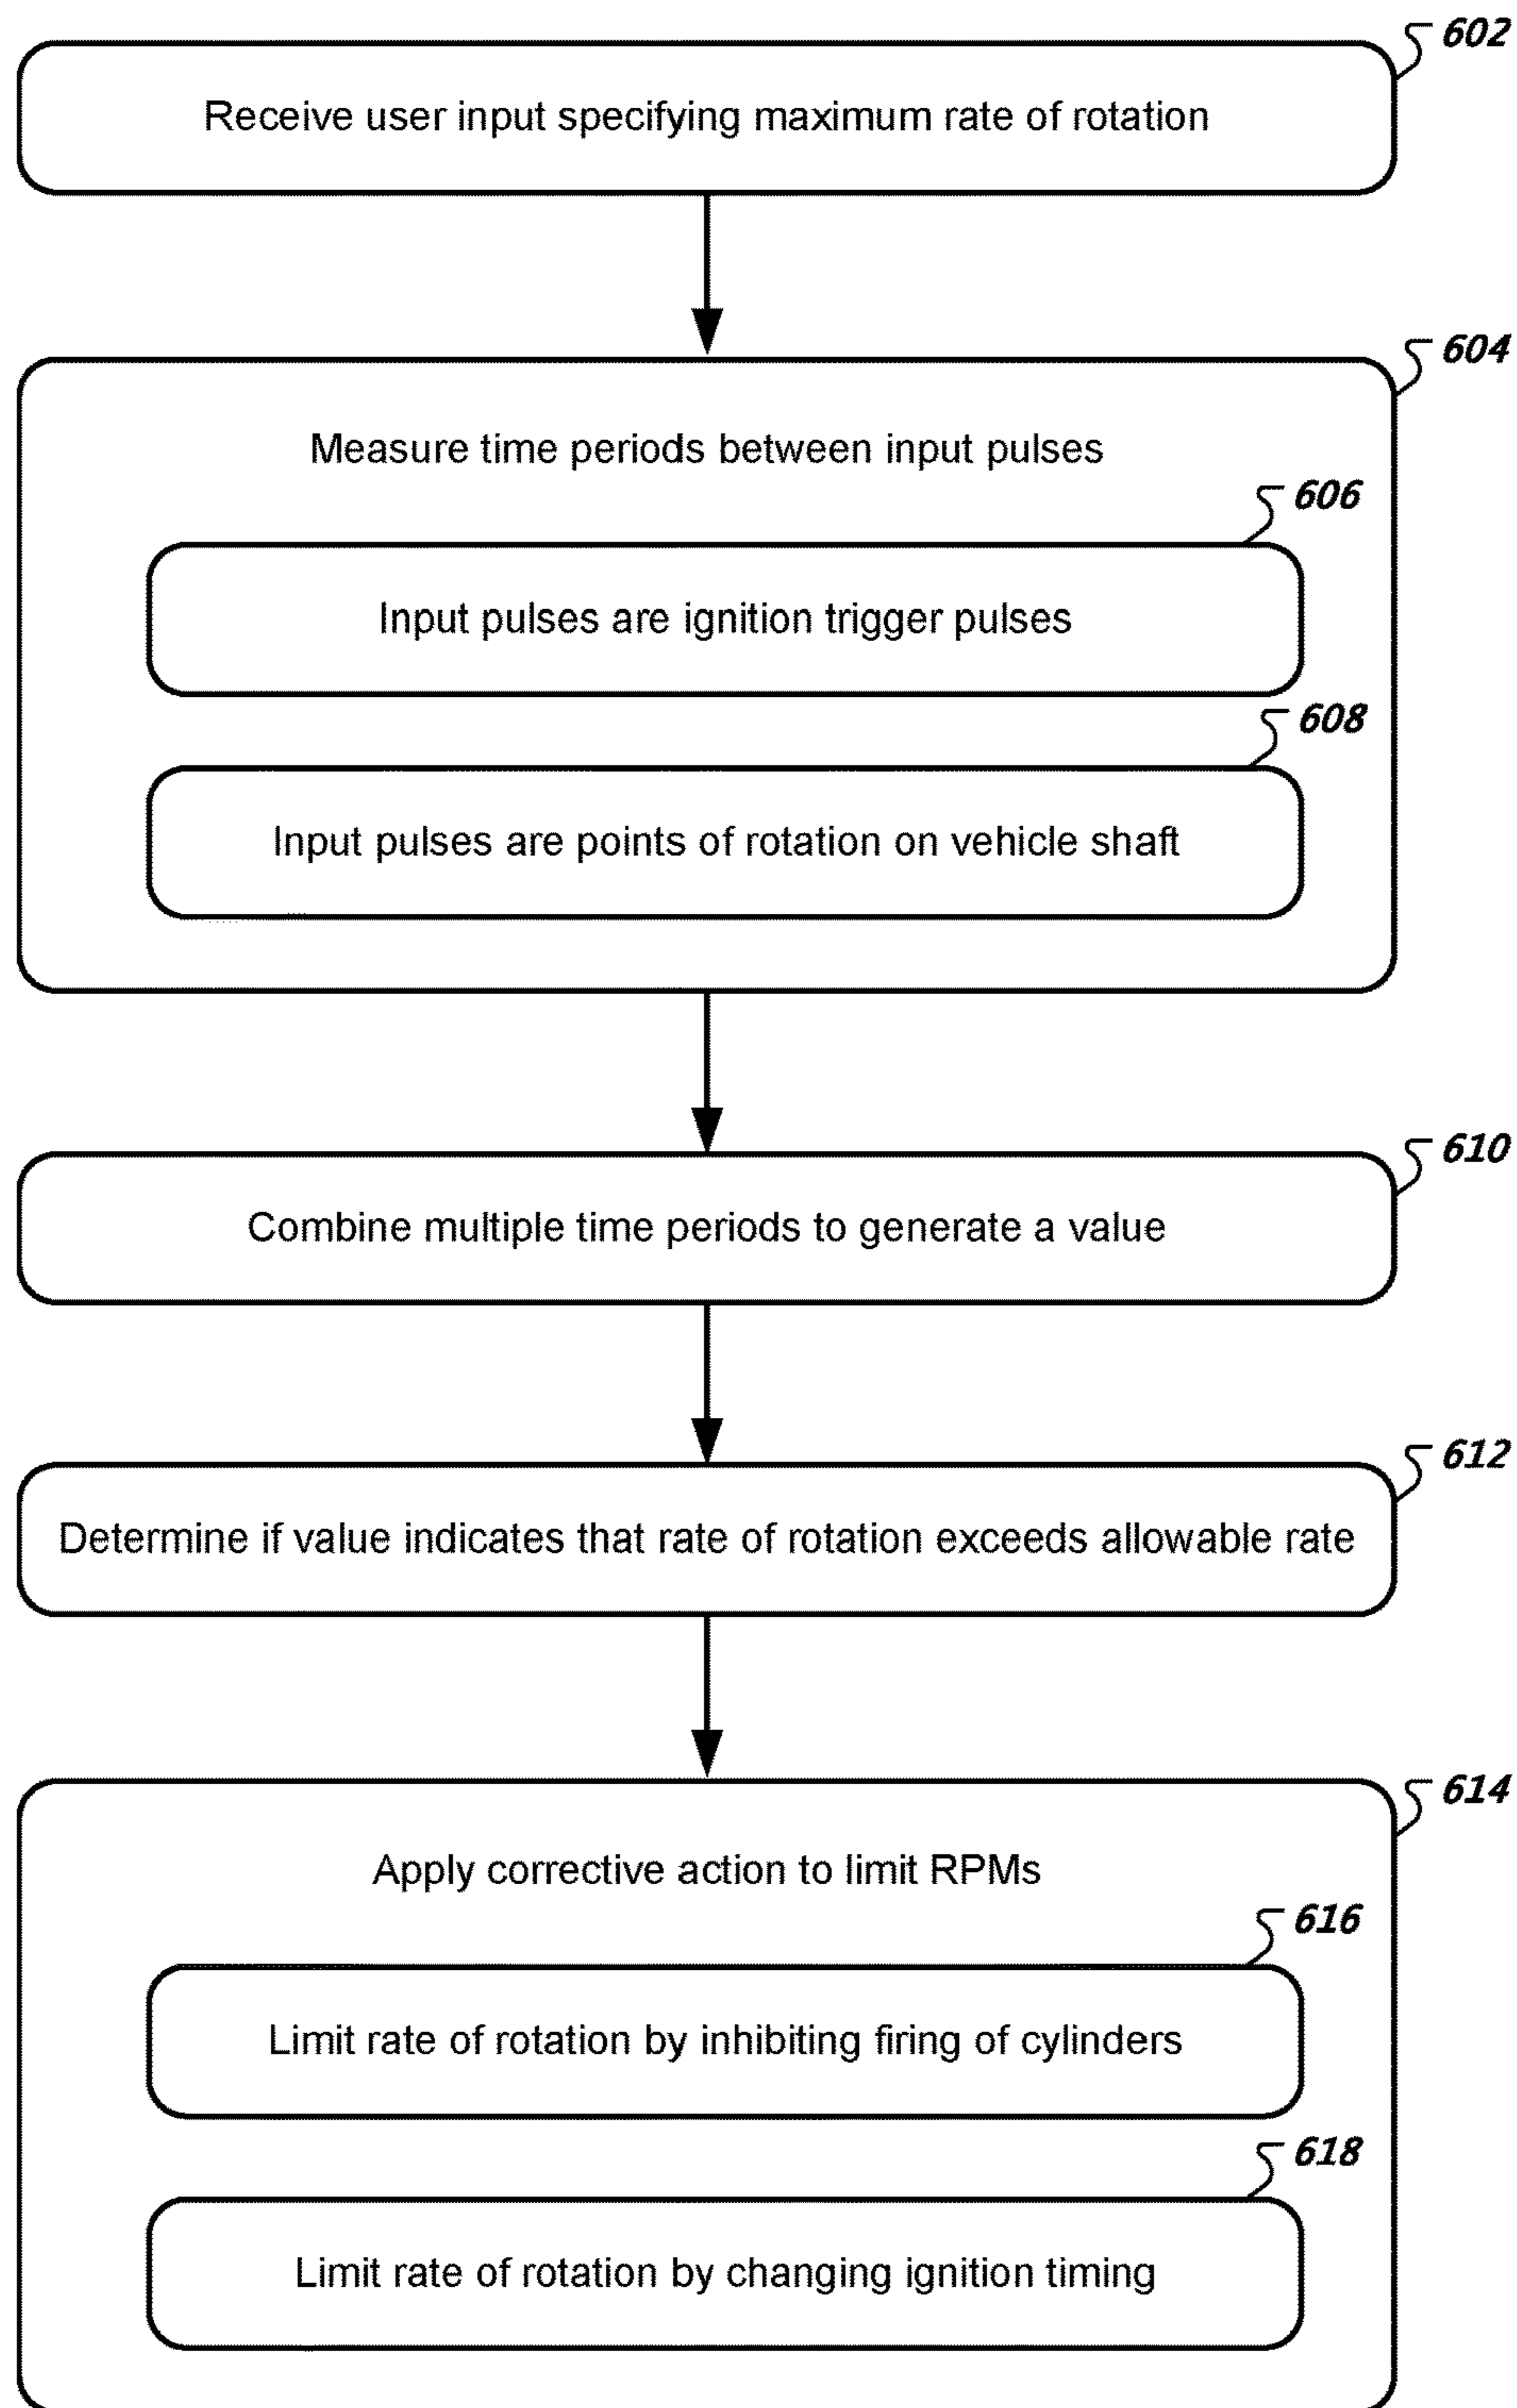 602
Receive user input specifying maximum rate of rotation
604
Measure time periods between input pulses
606
Input pulses are ignition trigger pulses
608
Input pulses are points of rotation on vehicle shaft
610
Combine multiple time periods to generate a value
612
Determine if value indicates that rate of rotation exceeds allowable rate
614
Apply corrective action to limit RPMs
616
Limit rate of rotation by inhibiting firing of cylinders
618
Limit rate of rotation by changing ignition timing